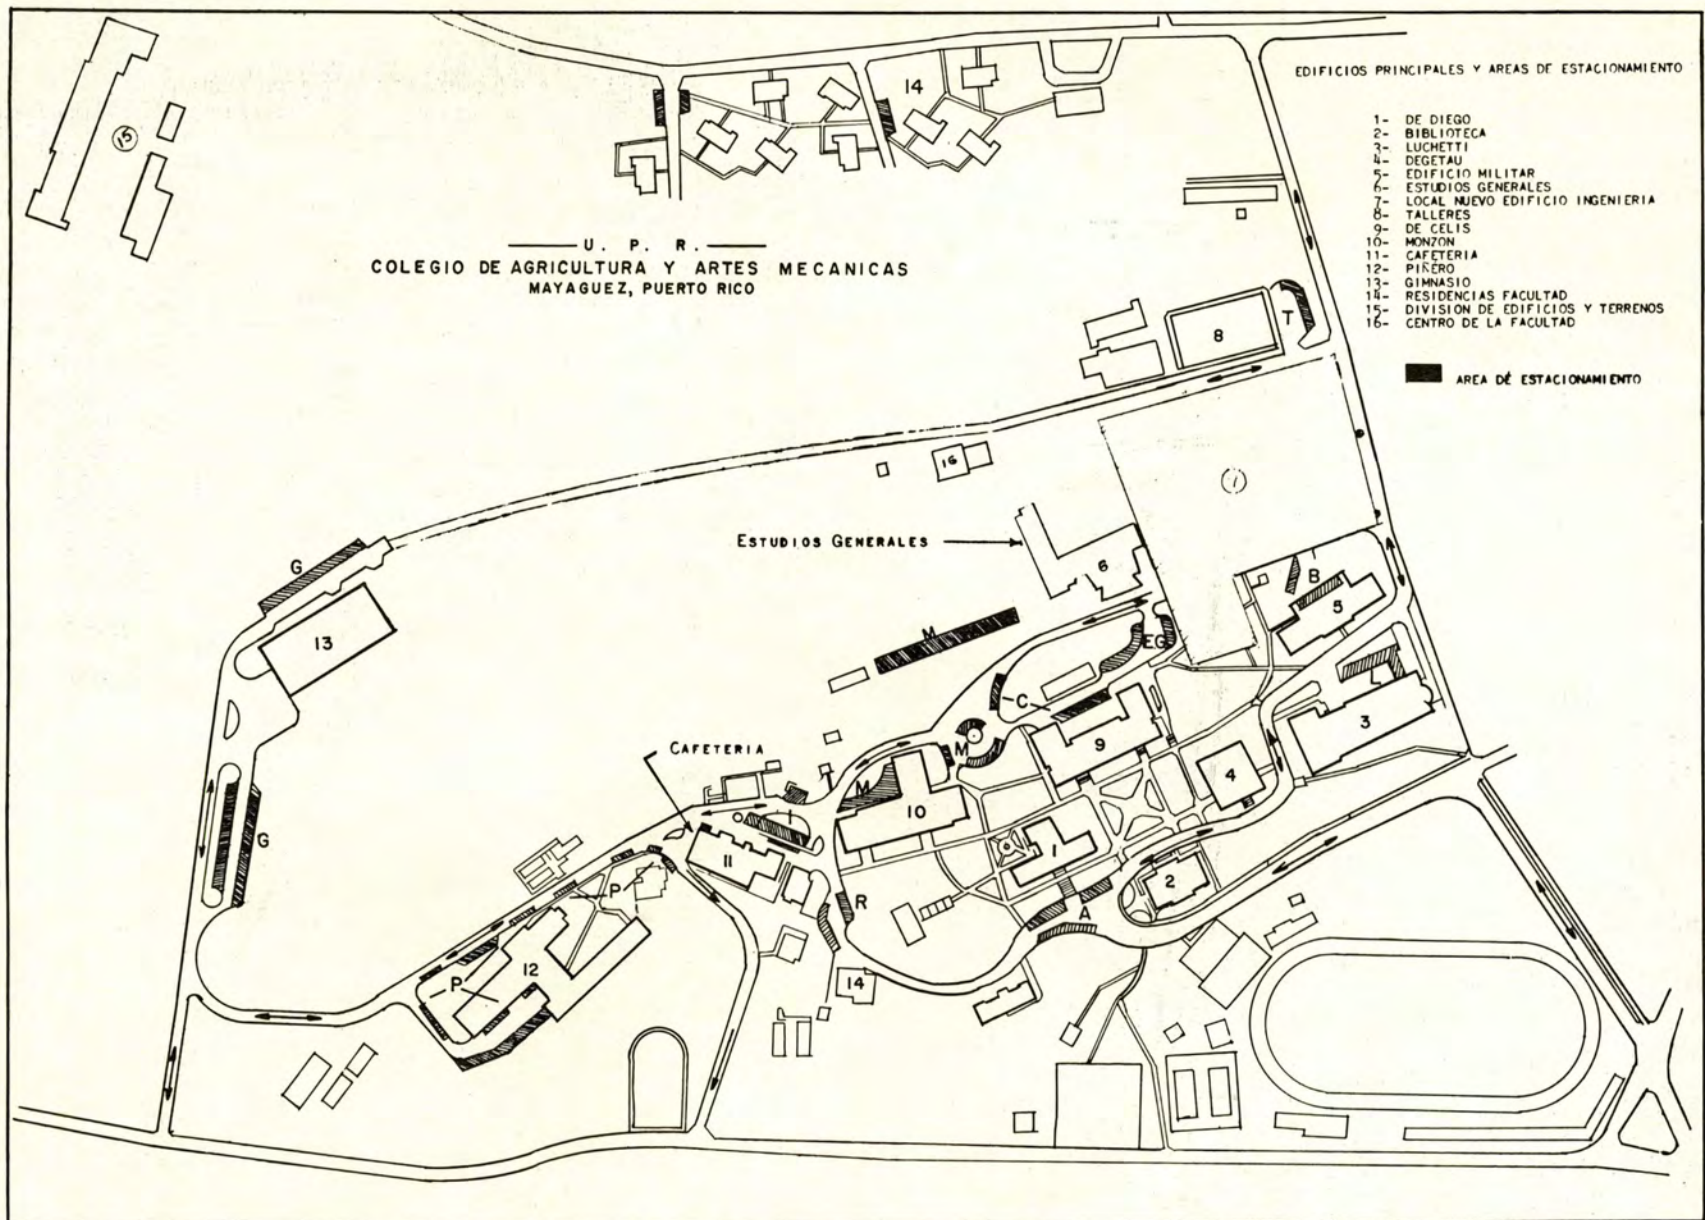 EDIFICIOS PRINCIPALES Y AREAS DE ESTACIONAMIENTO
1- DE DIEGO
2- BIBLIOTECA
3- LUCHETTI
4- DEGETAU
5- EDIFICIO MILITAR
6- ESTUDIOS GENERALES
7- LOCAL NUEVO EDIFICIO INGENIERIA
8- TALLERES
9- DE CELIS
10- MONZON
11- CAFETERIA
12- PIÑERO
13- GIMNASIO
14- RESIDENCIAS FACULTAD
15- DIVISION DE EDIFICIOS Y TERRENOS
16- CENTRO DE LA FACULTAD
AREA DE ESTACIONAMIENTO
U. P. R.
COLEGIO DE AGRICULTURA Y ARTES MECANICAS
MAYAGUEZ, PUERTO RICO
15
14
8
T
16
ESTUDIOS GENERALES
6
B
5
G
13
M
EG
C
3
9
M
CAFETERIA
4
M
10
I
1
11
2
G
P
R
A
12
P
14